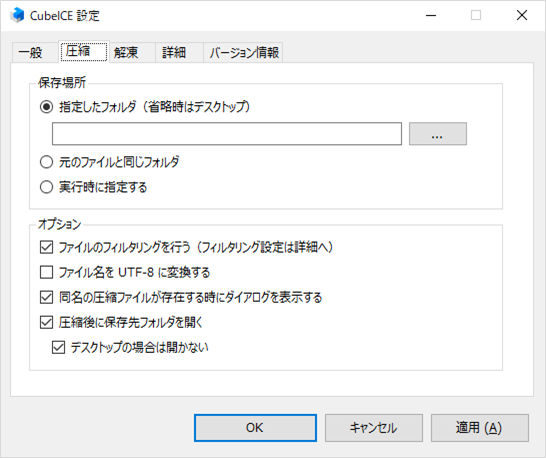 CubeICE 設定
一般 圧縮 解凍 詳細 バージョン情報
保存場所
指定したフォルダ（省略時はデスクトップ）
...
元のファイルと同じフォルダ
実行時に指定する
オプション
ファイルのフィルタリングを行う（フィルタリング設定は詳細へ）
ファイル名を UTF-8 に変換する
同名の圧縮ファイルが存在する時にダイアログを表示する
圧縮後に保存先フォルダを開く
デスクトップの場合は開かない
OK キャンセル 適用 (A)